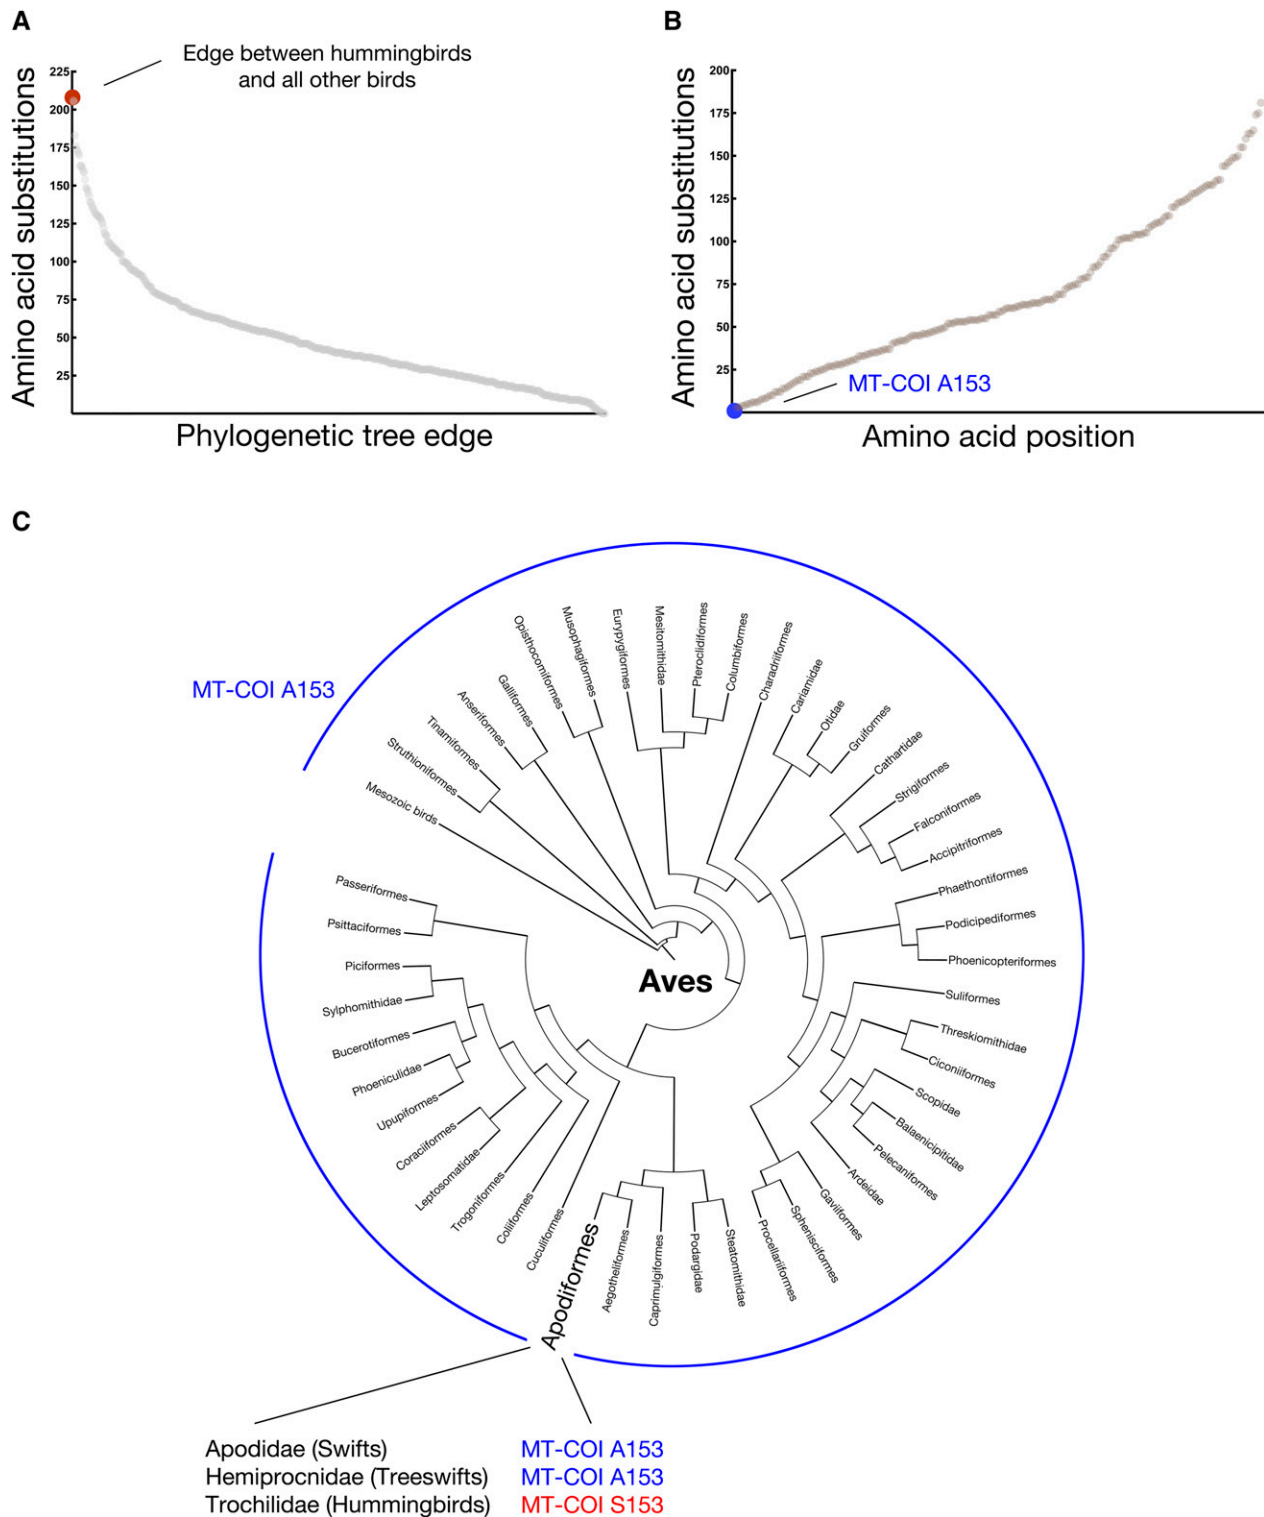 A
Edge between hummingbirds
and all other birds
Amino acid substitutions
225
200
175
150
125
100
75
50
25
Phylogenetic tree edge
B
Amino acid substitutions
200
175
150
125
100
75
50
25
MT-COI A153
Amino acid position
C
MT-COI A153
Mesozoic birds
Struthioniformes
Tinamiformes
Anseriformes
Galliformes
Opisthocomiformes
Musophagiformes
Eurypygiformes
Mesitornithidae
Pteroclidiformes
Columbiformes
Charadriiformes
Cariamidae
Otidae
Gruiformes
Cathartidae
Strigiformes
Falconiformes
Accipitriformes
Phaethontiformes
Podicipediformes
Phoenicopteriformes
Suliformes
Threskiornithidae
Ciconiiformes
Scopidae
Balaenicipitidae
Pelecaniformes
Ardeidae
Gaviiformes
Sphenisciformes
Procellariiformes
Steatornithidae
Podargidae
Caprimulgiformes
Aegotheliformes
Apodiformes
Cuculiformes
Coliiformes
Trogoniformes
Leptosomatidae
Coraciiformes
Upupiformes
Phoeniculidae
Bucerotiformes
Sylphornithidae
Piciformes
Psittaciformes
Passeriformes
Aves
Apodidae (Swifts) MT-COI A153
Hemiprocnidae (Treeswifts) MT-COI A153
Trochilidae (Hummingbirds) MT-COI S153